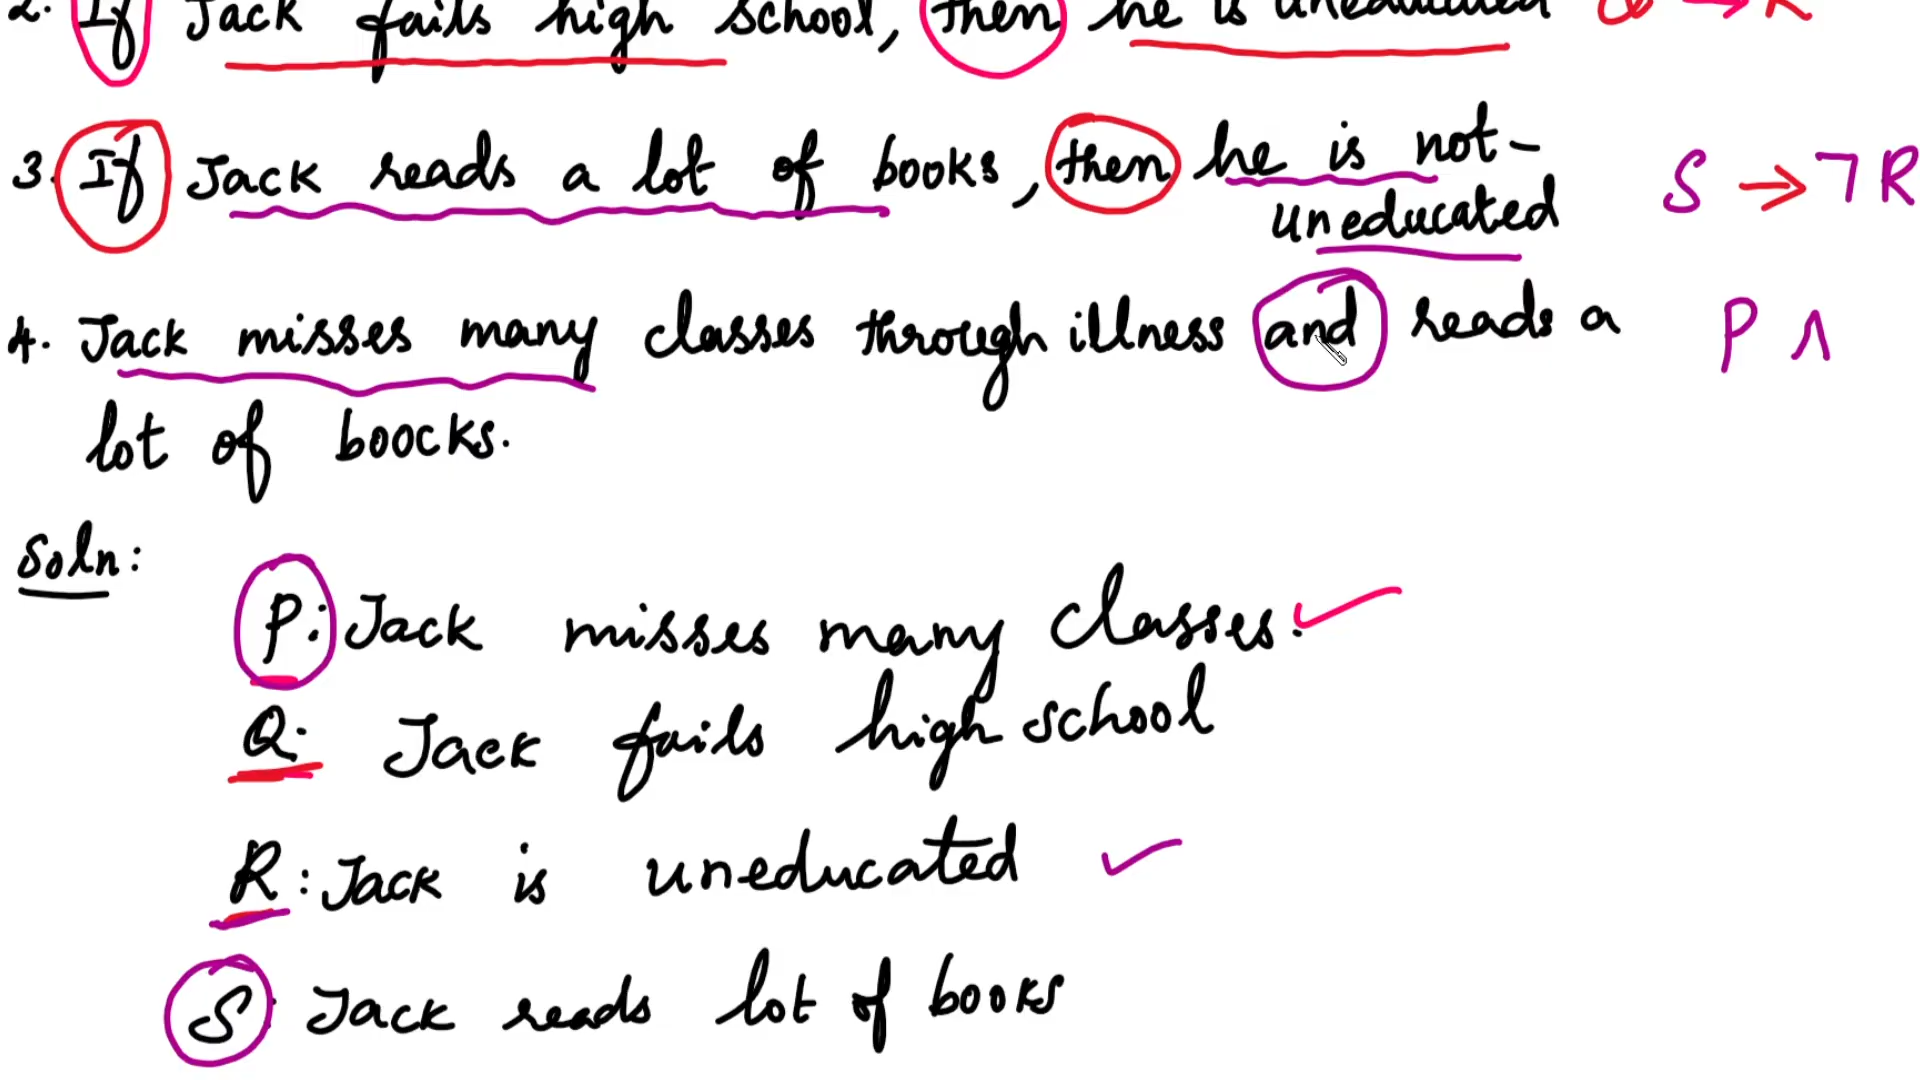 2. If Jack fails high school, then he is uneducated Q → R
3. If Jack reads a lot of books, then he is not- S → ¬ R
uneducated
4. Jack misses many classes through illness and reads a P ∧
lot of boocks.
Soln:
P: Jack misses many classes.
Q: Jack fails high school
R: Jack is uneducated
S: Jack reads lot of books